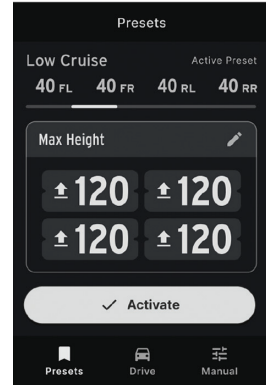 Presets
Low Cruise Active Preset
40 FL 40 FR 40 RL 40 RR
Max Height
120 120
120 120
Activate
Presets Drive Manual